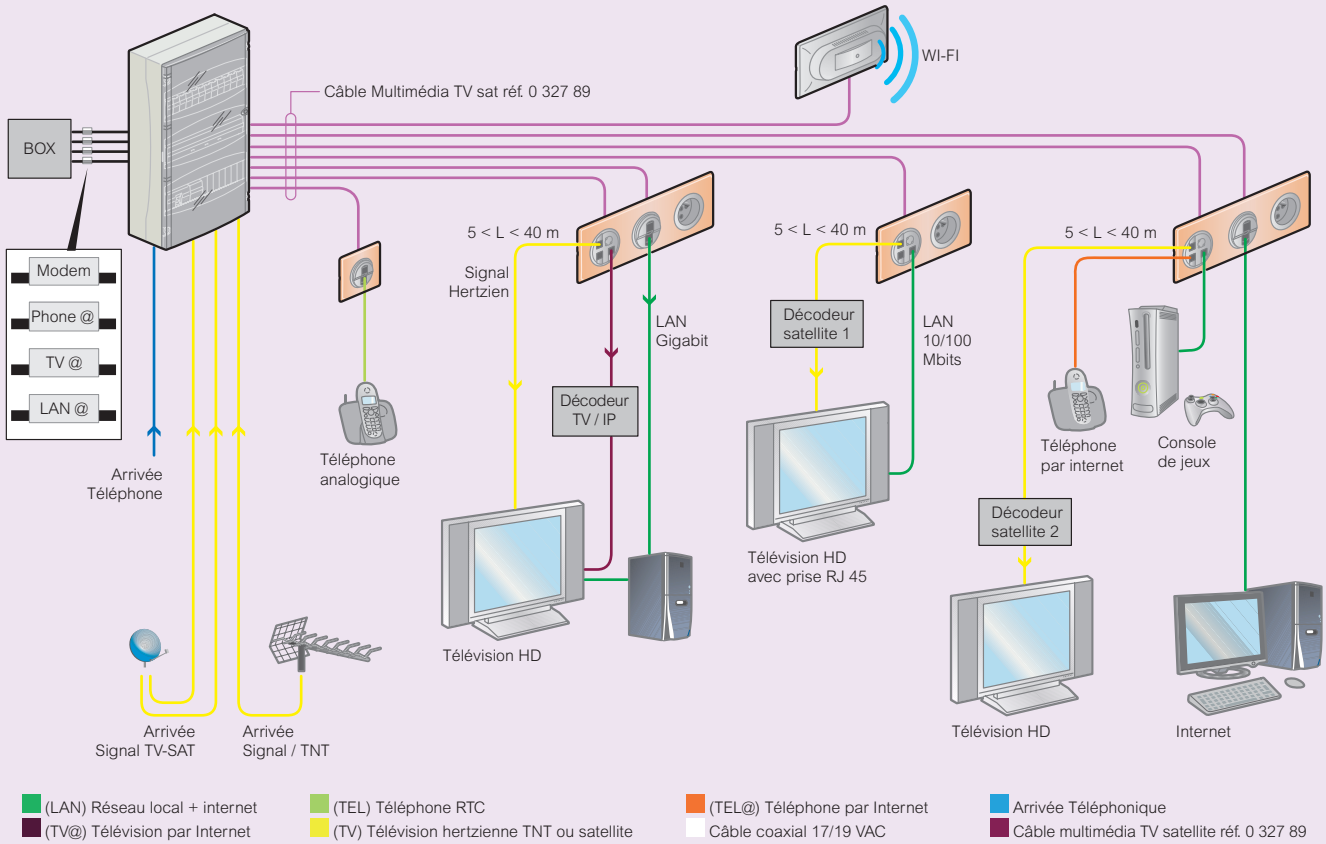 WI-FI
Câble Multimédia TV sat réf. 0 327 89
BOX
Modem
Phone @
TV @
LAN @
Arrivée
Téléphone
Téléphone
analogique
5 < L < 40 m
Signal
Hertzien
LAN
Gigabit
Décodeur
TV / IP
Télévision HD
5 < L < 40 m
Décodeur
satellite 1
LAN
10/100
Mbits
Télévision HD
avec prise RJ 45
5 < L < 40 m
Téléphone
par internet
Console
de jeux
Décodeur
satellite 2
Télévision HD
Internet
Arrivée
Signal TV-SAT
Arrivée
Signal / TNT
(LAN) Réseau local + internet
(TEL) Téléphone RTC
(TEL@) Téléphone par Internet
Arrivée Téléphonique
(TV@) Télévision par Internet
(TV) Télévision hertzienne TNT ou satellite
Câble coaxial 17/19 VAC
Câble multimédia TV satellite réf. 0 327 89